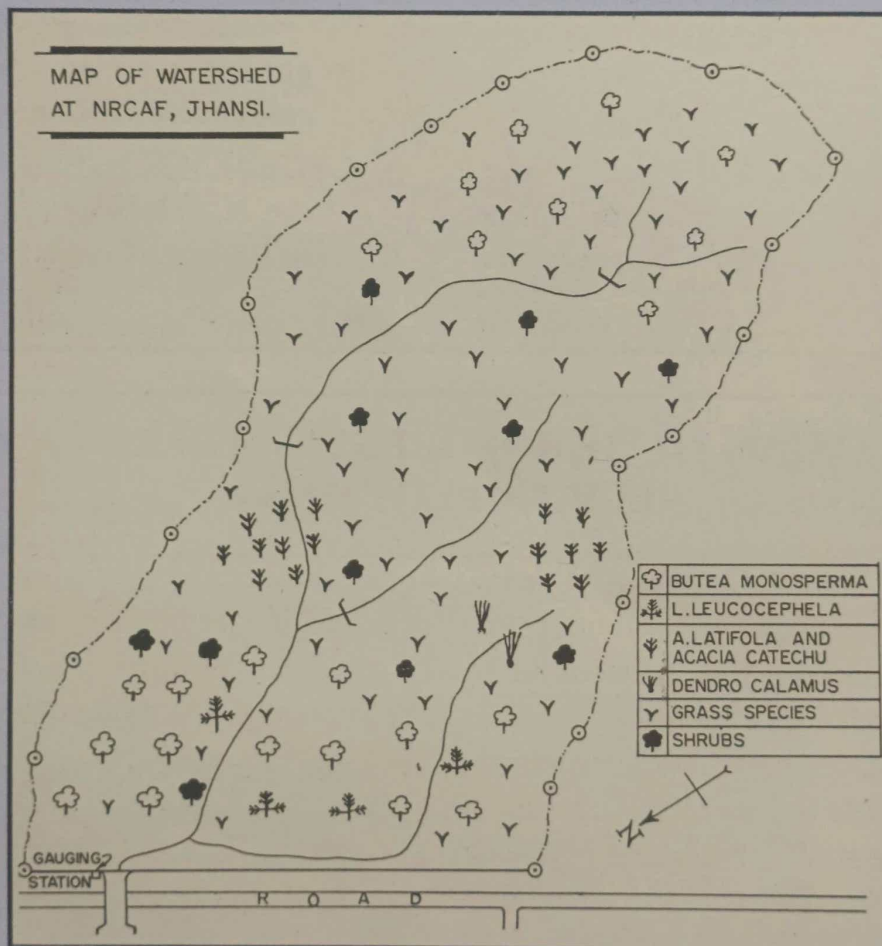 MAP OF WATERSHED
AT NRCAF, JHANSI.
BUTEA MONOSPERMA
L.LEUCOCEPHELA
A.LATIFOLA AND
ACACIA CATECHU
DENDRO CALAMUS
GRASS SPECIES
SHRUBS
N
GAUGING
STATION
ROAD